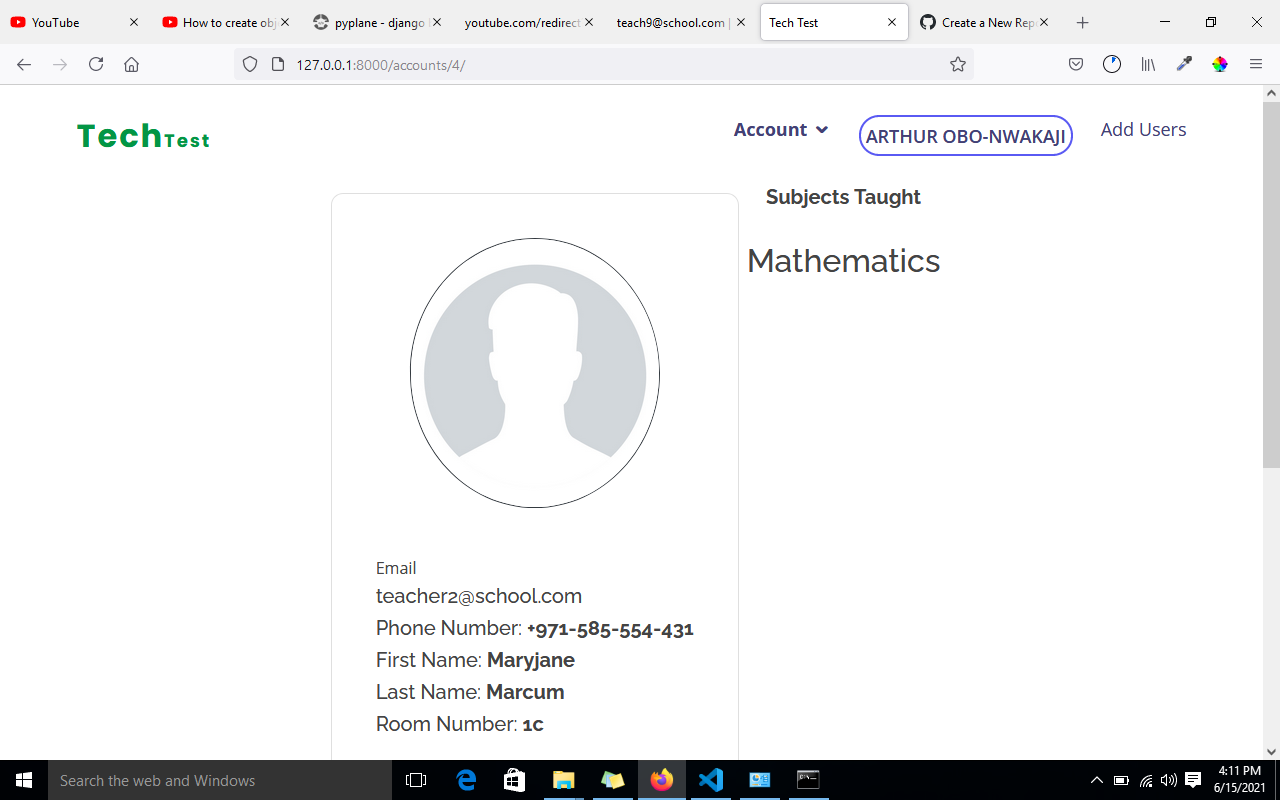 YouTube
How to create obj
pyplane - django
youtube.com/redirect
teach9@school.com |
Tech Test
Create a New Rep
127.0.0.1:8000/accounts/4/
TechTest
Account
ARTHUR OBO-NWAKAJI
Add Users
Subjects Taught
Mathematics
Email
teacher2@school.com
Phone Number: +971-585-554-431
First Name: Maryjane
Last Name: Marcum
Room Number: 1c
Search the web and Windows
4:11 PM
6/15/2021